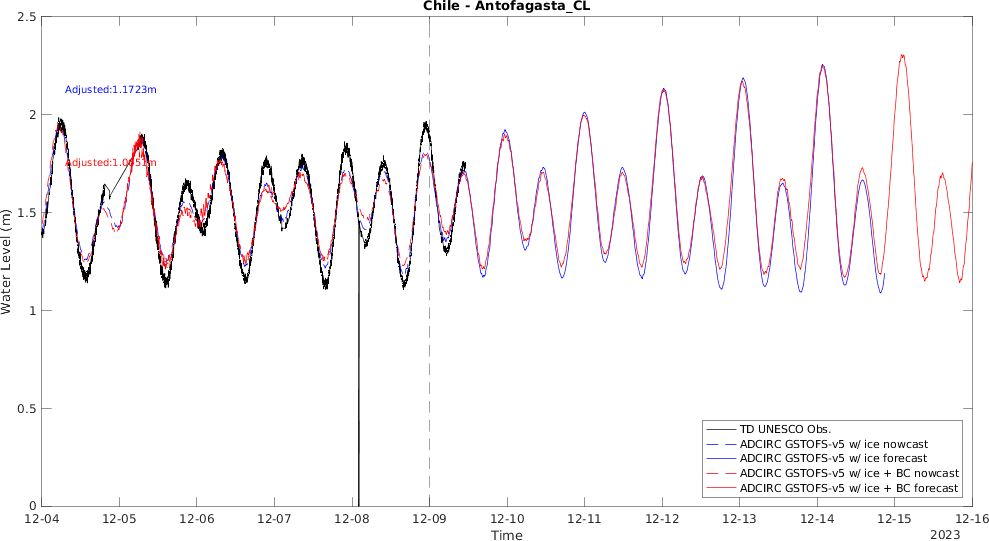 Chile - Antofagasta_CL
2.5
2
1.5
1
0.5
0
Water Level (m)
Adjusted:1.1723m
12-04
12-05
12-06
12-07
12-08
12-09
12-10
12-11
12-12
12-13
12-14
12-15
12-16
Time
2023
TD UNESCO Obs.
ADCIRC GSTOFS-v5 w/ ice nowcast
ADCIRC GSTOFS-v5 w/ ice forecast
ADCIRC GSTOFS-v5 w/ ice + BC nowcast
ADCIRC GSTOFS-v5 w/ ice + BC forecast